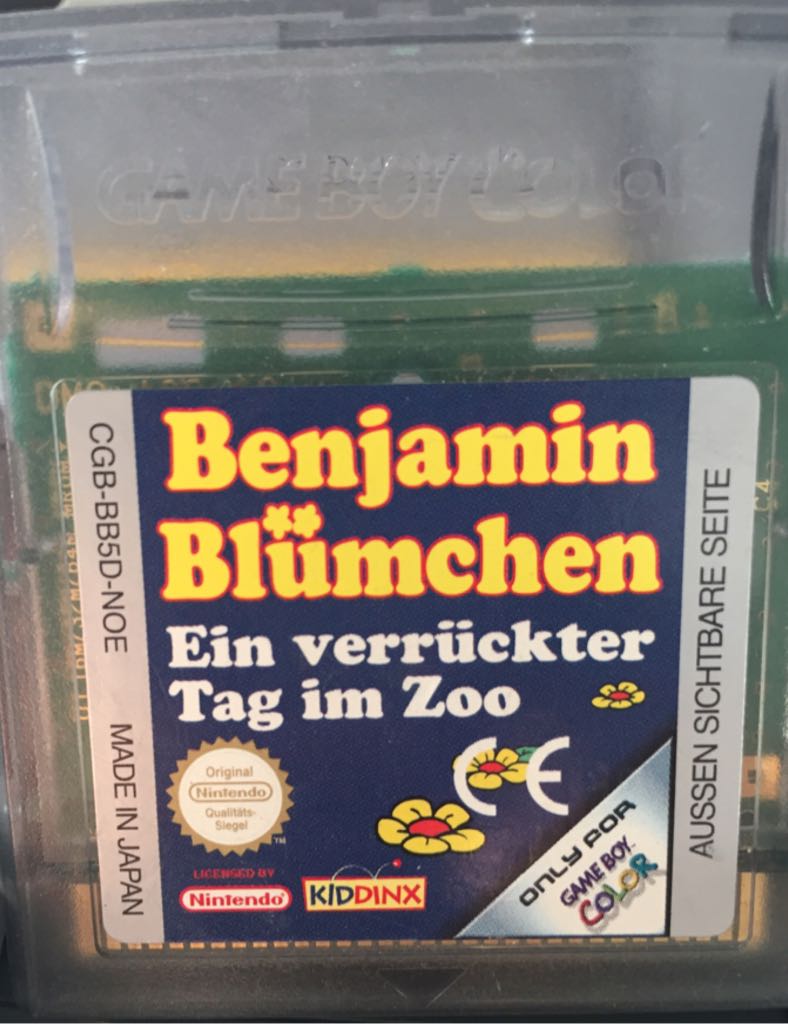 GAME BOY COLOR
Benjamin
Blümchen
Ein verrückter
Tag im Zoo
CGB-BB5D-NOE MADE IN JAPAN
AUSSEN SICHTBARE SEITE
Original
Nintendo
Qualitäts-
Siegel
TM
CE
LICENSED BY
Nintendo®
KIDDINX
ONLY FOR
GAME BOY
COLOR